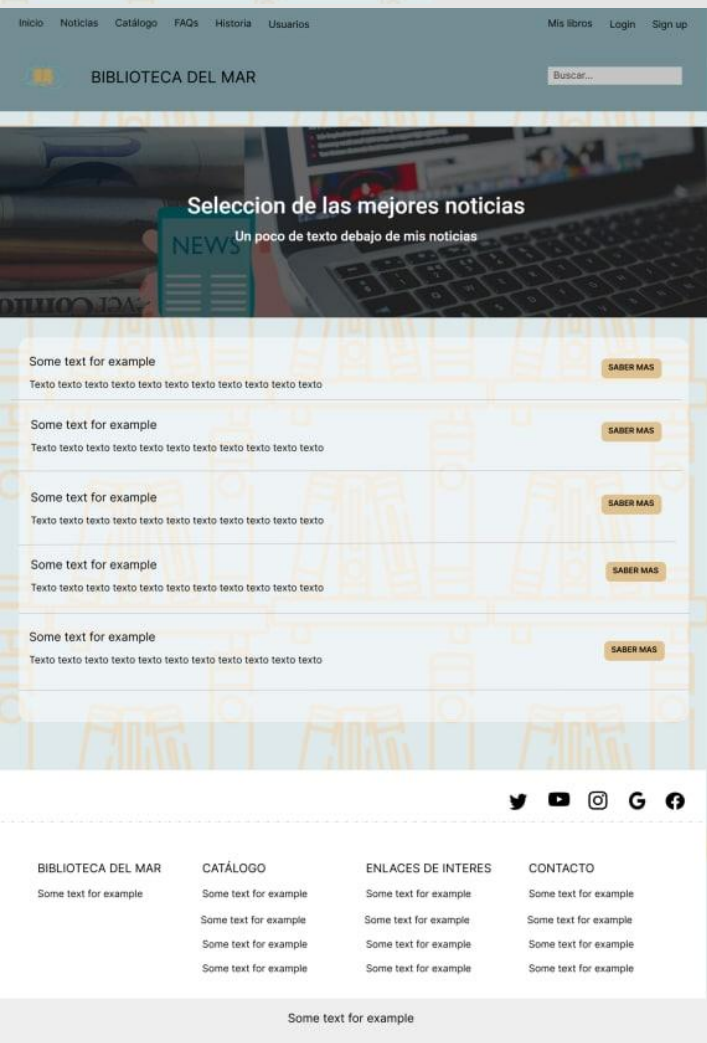 Inicio Noticias Catálogo FAQs Historia Usuarios Mis libros Login Sign up
BIBLIOTECA DEL MAR Buscar...
Seleccion de las mejores noticias
Un poco de texto debajo de mis noticias
NEWS
Some text for example
SABER MAS
Texto texto texto texto texto texto texto texto texto texto texto
Some text for example
SABER MAS
Texto texto texto texto texto texto texto texto texto texto texto
Some text for example
SABER MAS
Texto texto texto texto texto texto texto texto texto texto texto
Some text for example
SABER MAS
Texto texto texto texto texto texto texto texto texto texto texto
Some text for example
SABER MAS
Texto texto texto texto texto texto texto texto texto texto texto
BIBLIOTECA DEL MAR CATÁLOGO ENLACES DE INTERES CONTACTO
Some text for example Some text for example Some text for example Some text for example
Some text for example Some text for example Some text for example
Some text for example Some text for example Some text for example
Some text for example Some text for example Some text for example
Some text for example